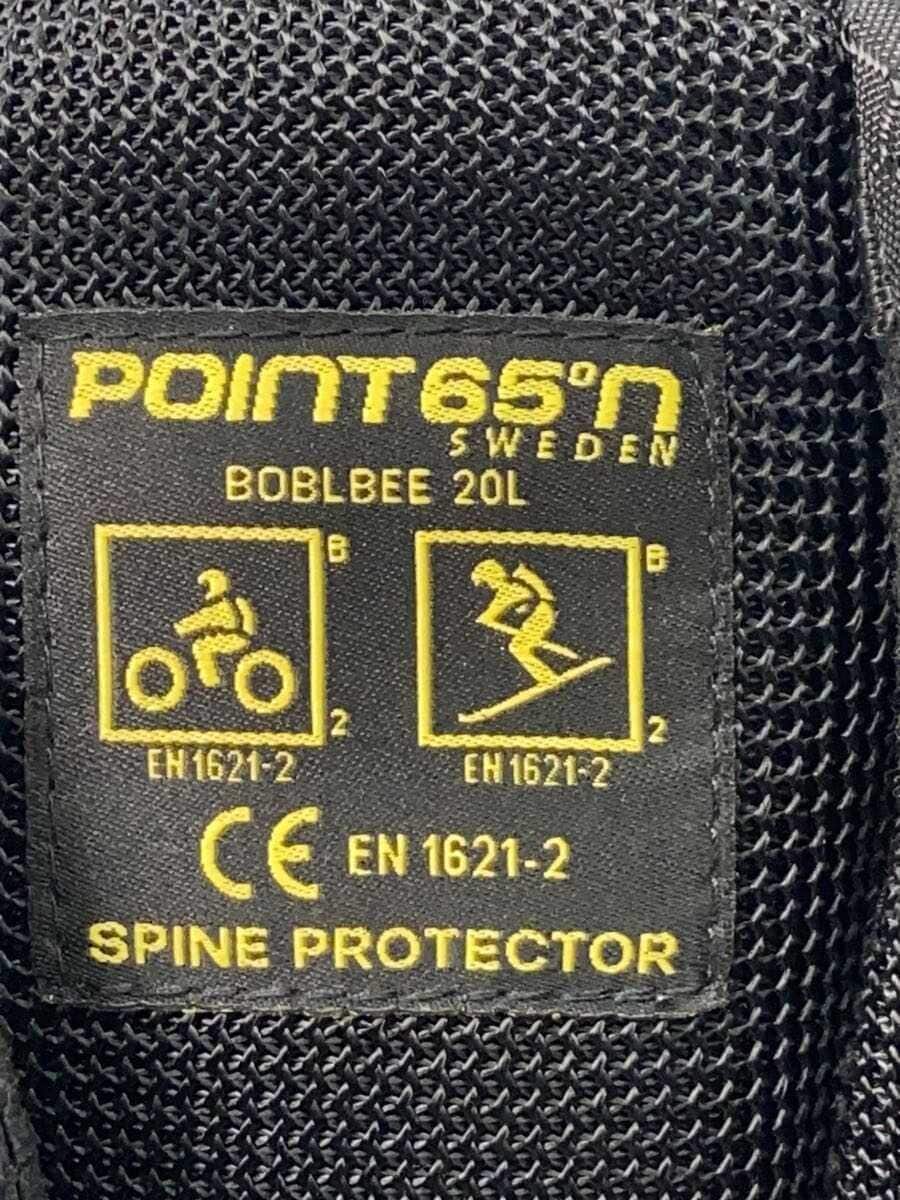 POINT65°N
SWEDEN
BOBLBEE 20L
B
B
2
2
EN1621-2
EN1621-2
CE EN 1621-2
SPINE PROTECTOR